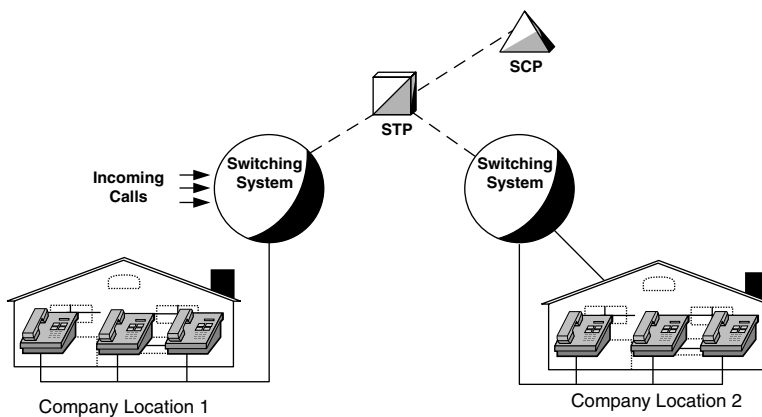 SCP
STP
Switching
System
Switching
System
Incoming
Calls
Company Location 1
Company Location 2